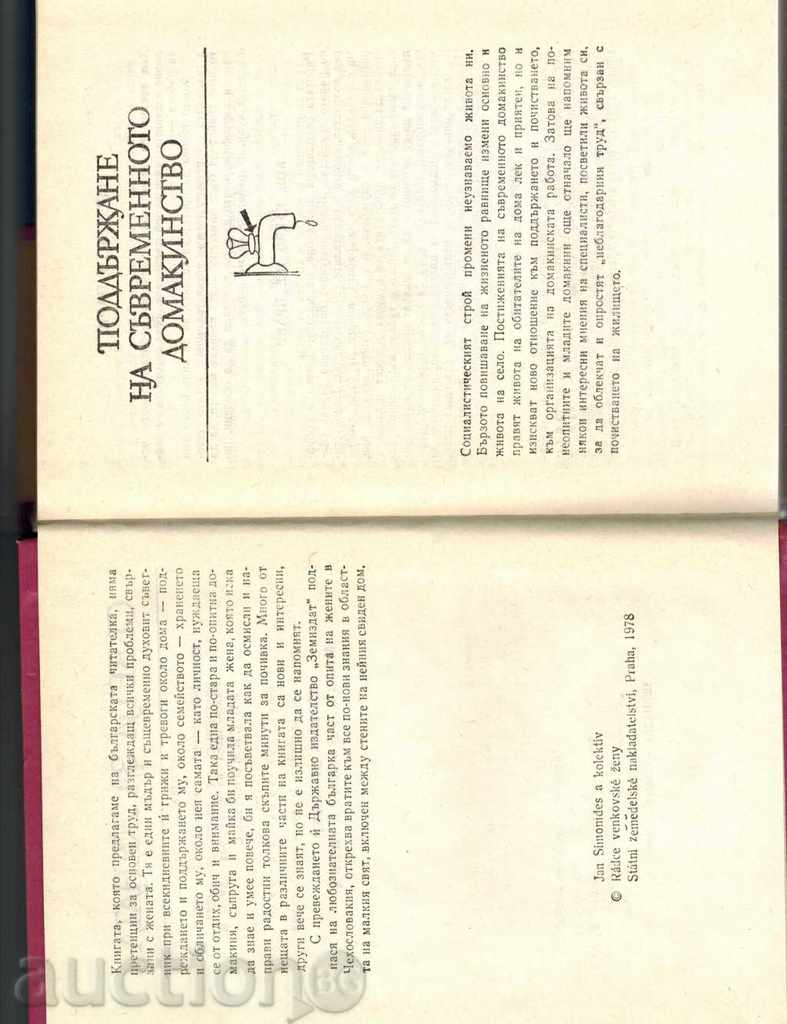 Книгата, която предлагаме на българската читателка, няма
претенции за основен труд, разглеждащ всички проблеми, свър-
зани с жената. Тя е един мъдър и същевременно духовит съвет-
ник при всекидневните ѝ грижи и тревоги около дома — под-
реждането и поддържането му, около семейството — храненето
и обличането му, около нея самата — като личност, нуждаеща
се от отдих, обич и внимание. Така една по-стара и по-опитна до-
макиня, съпруга и майка би поучила младата жена, която иска
да знае и умее повече, би я посъветвала как да осмисли и на-
прави радостни толкова скъпите минути за почивка. Много от
нещата в различните части на книгата са нови и интересни,
други вече се знаят, но не е излишно да се напомнят.
С превеждането ѝ Държавно издателство „Земиздат" под-
нася на любознателната българка част от опита на жените в
Чехословакия, открехва вратите към все по-нови знания в област-
та на малкия свят, включен между стените на нейния свиден дом.
Jan Simonides a kolektiv
© Rádce venkovské ženy
Státní zemědelské nakladatelství, Praha, 1978
ПОДДЪРЖАНЕ
НА СЪВРЕМЕННОТО
ДОМАКИНСТВО
Социалистическият строй промени неузнаваемо живота ни.
Бързото повишаване на жизненото равнище измени основно и
живота на село. Постиженията на съвременното домакинство
правят живота на обитателите на дома лек и приятен, но и
изискват ново отношение към поддържането и почистването,
към организацията на домакинската работа. Затова на по-
неопитните и младите домакини още отначало ще напомним
някои интересни мнения на специалисти, посветили живота си,
за да облекчат и опростят „неблагодарния труд", свързан с
почистването на жилището.
Auction.BG